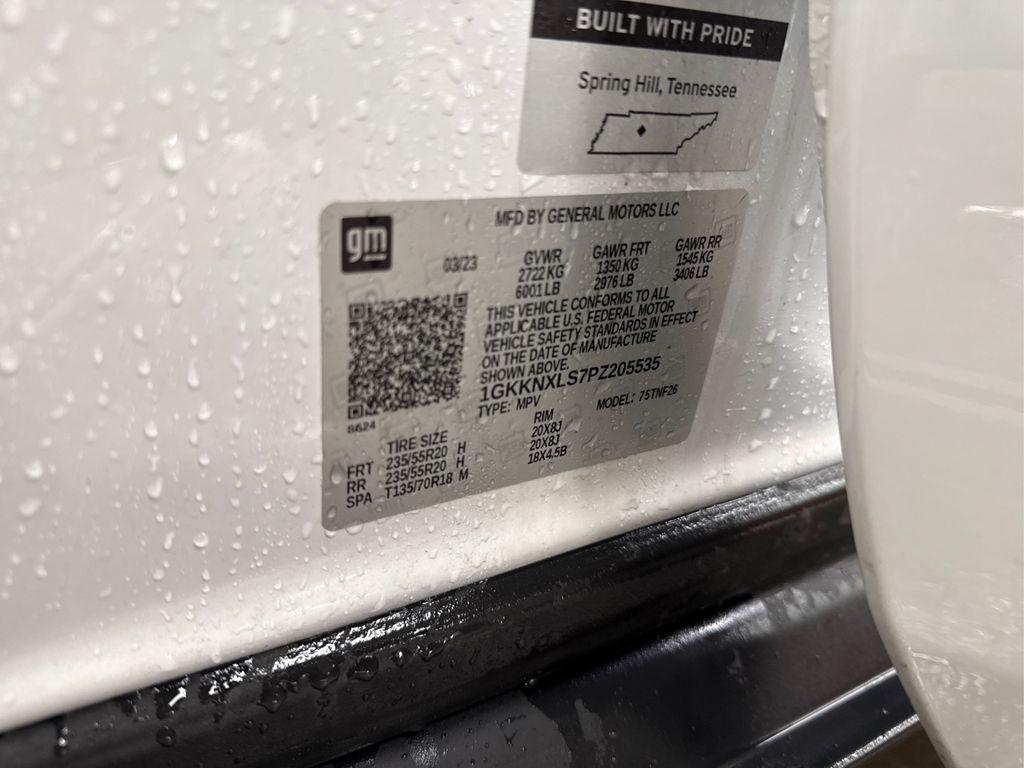 BUILT WITH PRIDE
Spring Hill, Tennessee
gm
MFD BY GENERAL MOTORS LLC
03/23
GVWR GAWR FRT GAWR RR
2722 KG 1350 KG 1545 KG
6001 LB 2976 LB 3406 LB
THIS VEHICLE CONFORMS TO ALL
APPLICABLE U.S. FEDERAL MOTOR
VEHICLE SAFETY STANDARDS IN EFFECT
ON THE DATE OF MANUFACTURE
SHOWN ABOVE.
1GKKNXLS7PZ205535
TYPE: MPV MODEL: 75TNF26
8624
TIRE SIZE RIM
FRT 235/55R20 H 20X8J
RR 235/55R20 H 20X8J
SPA T135/70R18 M 18X4.5B